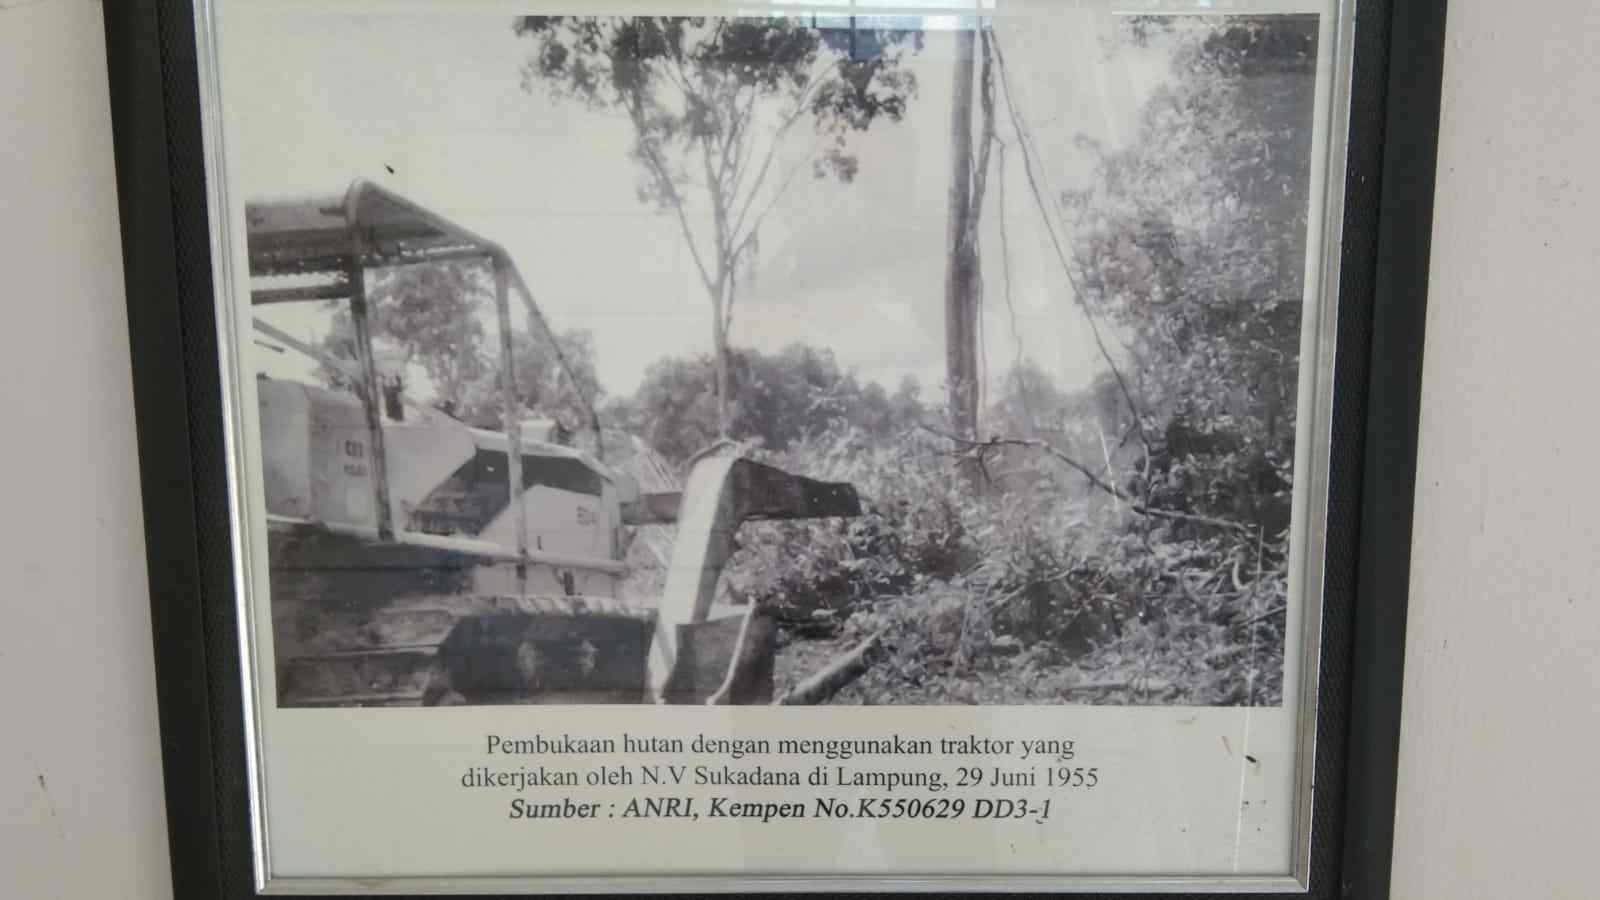 Pembukaan hutan dengan menggunakan traktor yang
dikerjakan oleh N.V Sukadana di Lampung, 29 Juni 1955
Sumber : ANRI, Kempen No.K550629 DD3-1